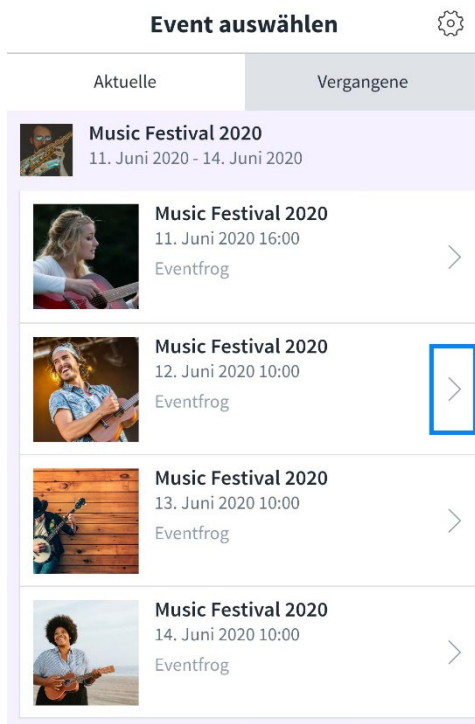 Event auswählen
Aktuelle
Vergangene
Music Festival 2020
11. Juni 2020 - 14. Juni 2020
Music Festival 2020
11. Juni 2020 16:00
Eventfrog
Music Festival 2020
12. Juni 2020 10:00
Eventfrog
Music Festival 2020
13. Juni 2020 10:00
Eventfrog
Music Festival 2020
14. Juni 2020 10:00
Eventfrog